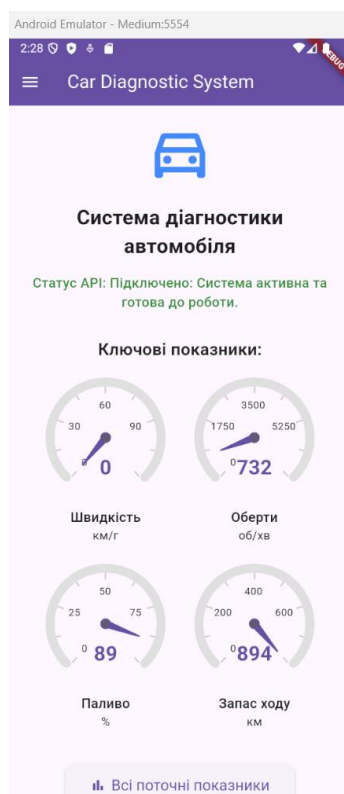 Android Emulator - Medium:5554
2:28
DEBUG
Car Diagnostic System
Система діагностики
автомобіля
Статус API: Підключено: Система активна та
готова до роботи.
Ключові показники:
0 30 60 90
0
Швидкість
км/г
0 1750 3500 5250
732
Оберти
об/хв
0 25 50 75
89
Паливо
%
0 200 400 600
894
Запас ходу
км
Всі поточні показники